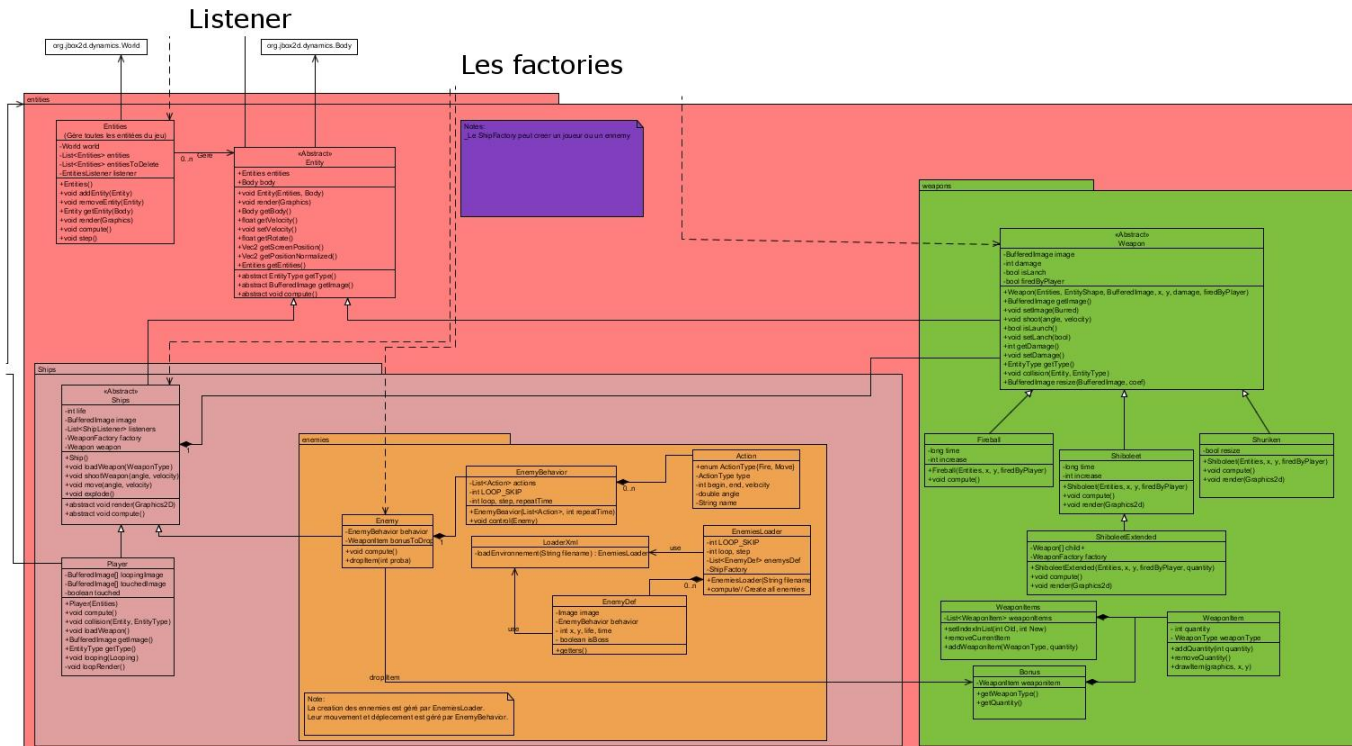 Listener
org.jbox2d.dynamics.World
org.jbox2d.dynamics.Body
Les factories
entities
Entities
(Gère toutes les entitées du jeu)
-World world
-List<Entities> entities
-List<Entities> entitiesToDelete
-EntitiesListener listener
+Entities()
+void addEntity(Entity)
+void removeEntity(Entity)
+Entity getEntity(Body)
+void render(Graphics)
+void compute()
+void step()
0..n
Gère
«Abstract»
Entity
+Entities entities
+Body body
+void Entity(Entities, Body)
+void render(Graphics)
+Body getBody()
+float getVelocity()
+void setVelocity()
+float getRotate()
+Vec2 getScreenPosition()
+Vec2 getPositionNormalized()
+Entities getEntities()
+abstract EntityType getType()
+abstract BufferedImage getImage()
+abstract void compute()
Notes:
_Le ShipFactory peut creer un joueur ou un ennemy
weapons
«Abstract»
Weapon
-BufferedImage image
-int damage
-bool isLanch
-bool firedByPlayer
+Weapon(Entities, EntityShape, BufferedImage, x, y, damage, firedByPlayer)
+BufferedImage getImage()
+void setImage(Burred)
+void shoot(angle, velocity)
+bool isLaunch()
+void setLanch(bool)
+int getDamage()
+void setDamage()
+EntityType getType()
+void collision(Entity, EntityType)
+BufferedImage resize(BufferedImage, coef)
Fireball
-long time
-int increase
+Fireball(Entities, x, y, firedByPlayer)
+void compute()
Shiboleet
-long time
-int increase
+Shiboleet(Entities, x, y, firedByPlayer)
+void compute()
+void render(Graphics2d)
Shuriken
-bool resize
+Shiboleet(Entities, x, y, firedByPlayer)
+void compute()
+void render(Graphics2d)
ShiboleetExtended
-Weapon[] child+
-WeaponFactory factory
+ShiboleetExtended(Entities, x, y, firedByPlayer, quantity)
+void compute()
+void render(Graphics2d)
WeaponItems
-List<WeaponItem> weaponItems
+setIndexInList(int Old, int New)
+removeCurrentItem
+addWeaponItem(WeaponType, quantity)
WeaponItem
- int quantity
- WeaponType weaponType
+addQuantity(int quantity)
+removeQuantity()
+drawItem(graphics, x, y)
Bonus
-WeaponItem weaponitem
+getWeaponType()
+getQuantity()
Ships
«Abstract»
Ships
-int life
-BufferedImage image
-List<ShipListener> listeners
-WeaponFactory factory
-Weapon weapon
+Ship()
+void loadWeapon(WeaponType)
+void shootWeapon(angle, velocity)
+void move(angle, velocity)
+void explode()
+abstract void render(Graphics2D)
+abstract void compute()
1
Player
-BufferedImage[] loopingImage
-BufferedImage[] touchedImage
-boolean touched
+Player(Entities)
+void compute()
+void collision(Entity, EntityType)
+void loadWeapon()
+BufferedImage getImage()
+EntityType getType()
+void looping(Looping)
-void loopRender()
enemies
EnemyBehavior
-List<Action> actions
-int LOOP_SKIP
-int loop, step, repeatTime
+EnemyBeavior(List<Action>, int repeatTime)
+void control(Enemy)
0..n
Action
+enum ActionType{Fire, Move}
-ActionType type
-int begin, end, velocity
-double angle
-String name
Enemy
-EnemyBehavior behavior
-WeaponItem bonusToDrop
+void compute()
+dropItem(int proba)
1
LoaderXml
-badEnvironnement(String filename) : EnemiesLoader
use
EnemiesLoader
-int LOOP_SKIP
-int loop, step
-List<EnemyDef> enemysDef
-ShipFactory
+EnemiesLoader(String filename
+compute// Create all enemies
0..n
EnemyDef
-Image image
-EnemyBehavior behavior
- int x, y, life, time
- boolean isBoss
+getters()
use
dropitem
Note:
La creation des ennemies est géré par EnemiesLoader.
Leur mouvement et déplecement est géré par EnemyBehavior.